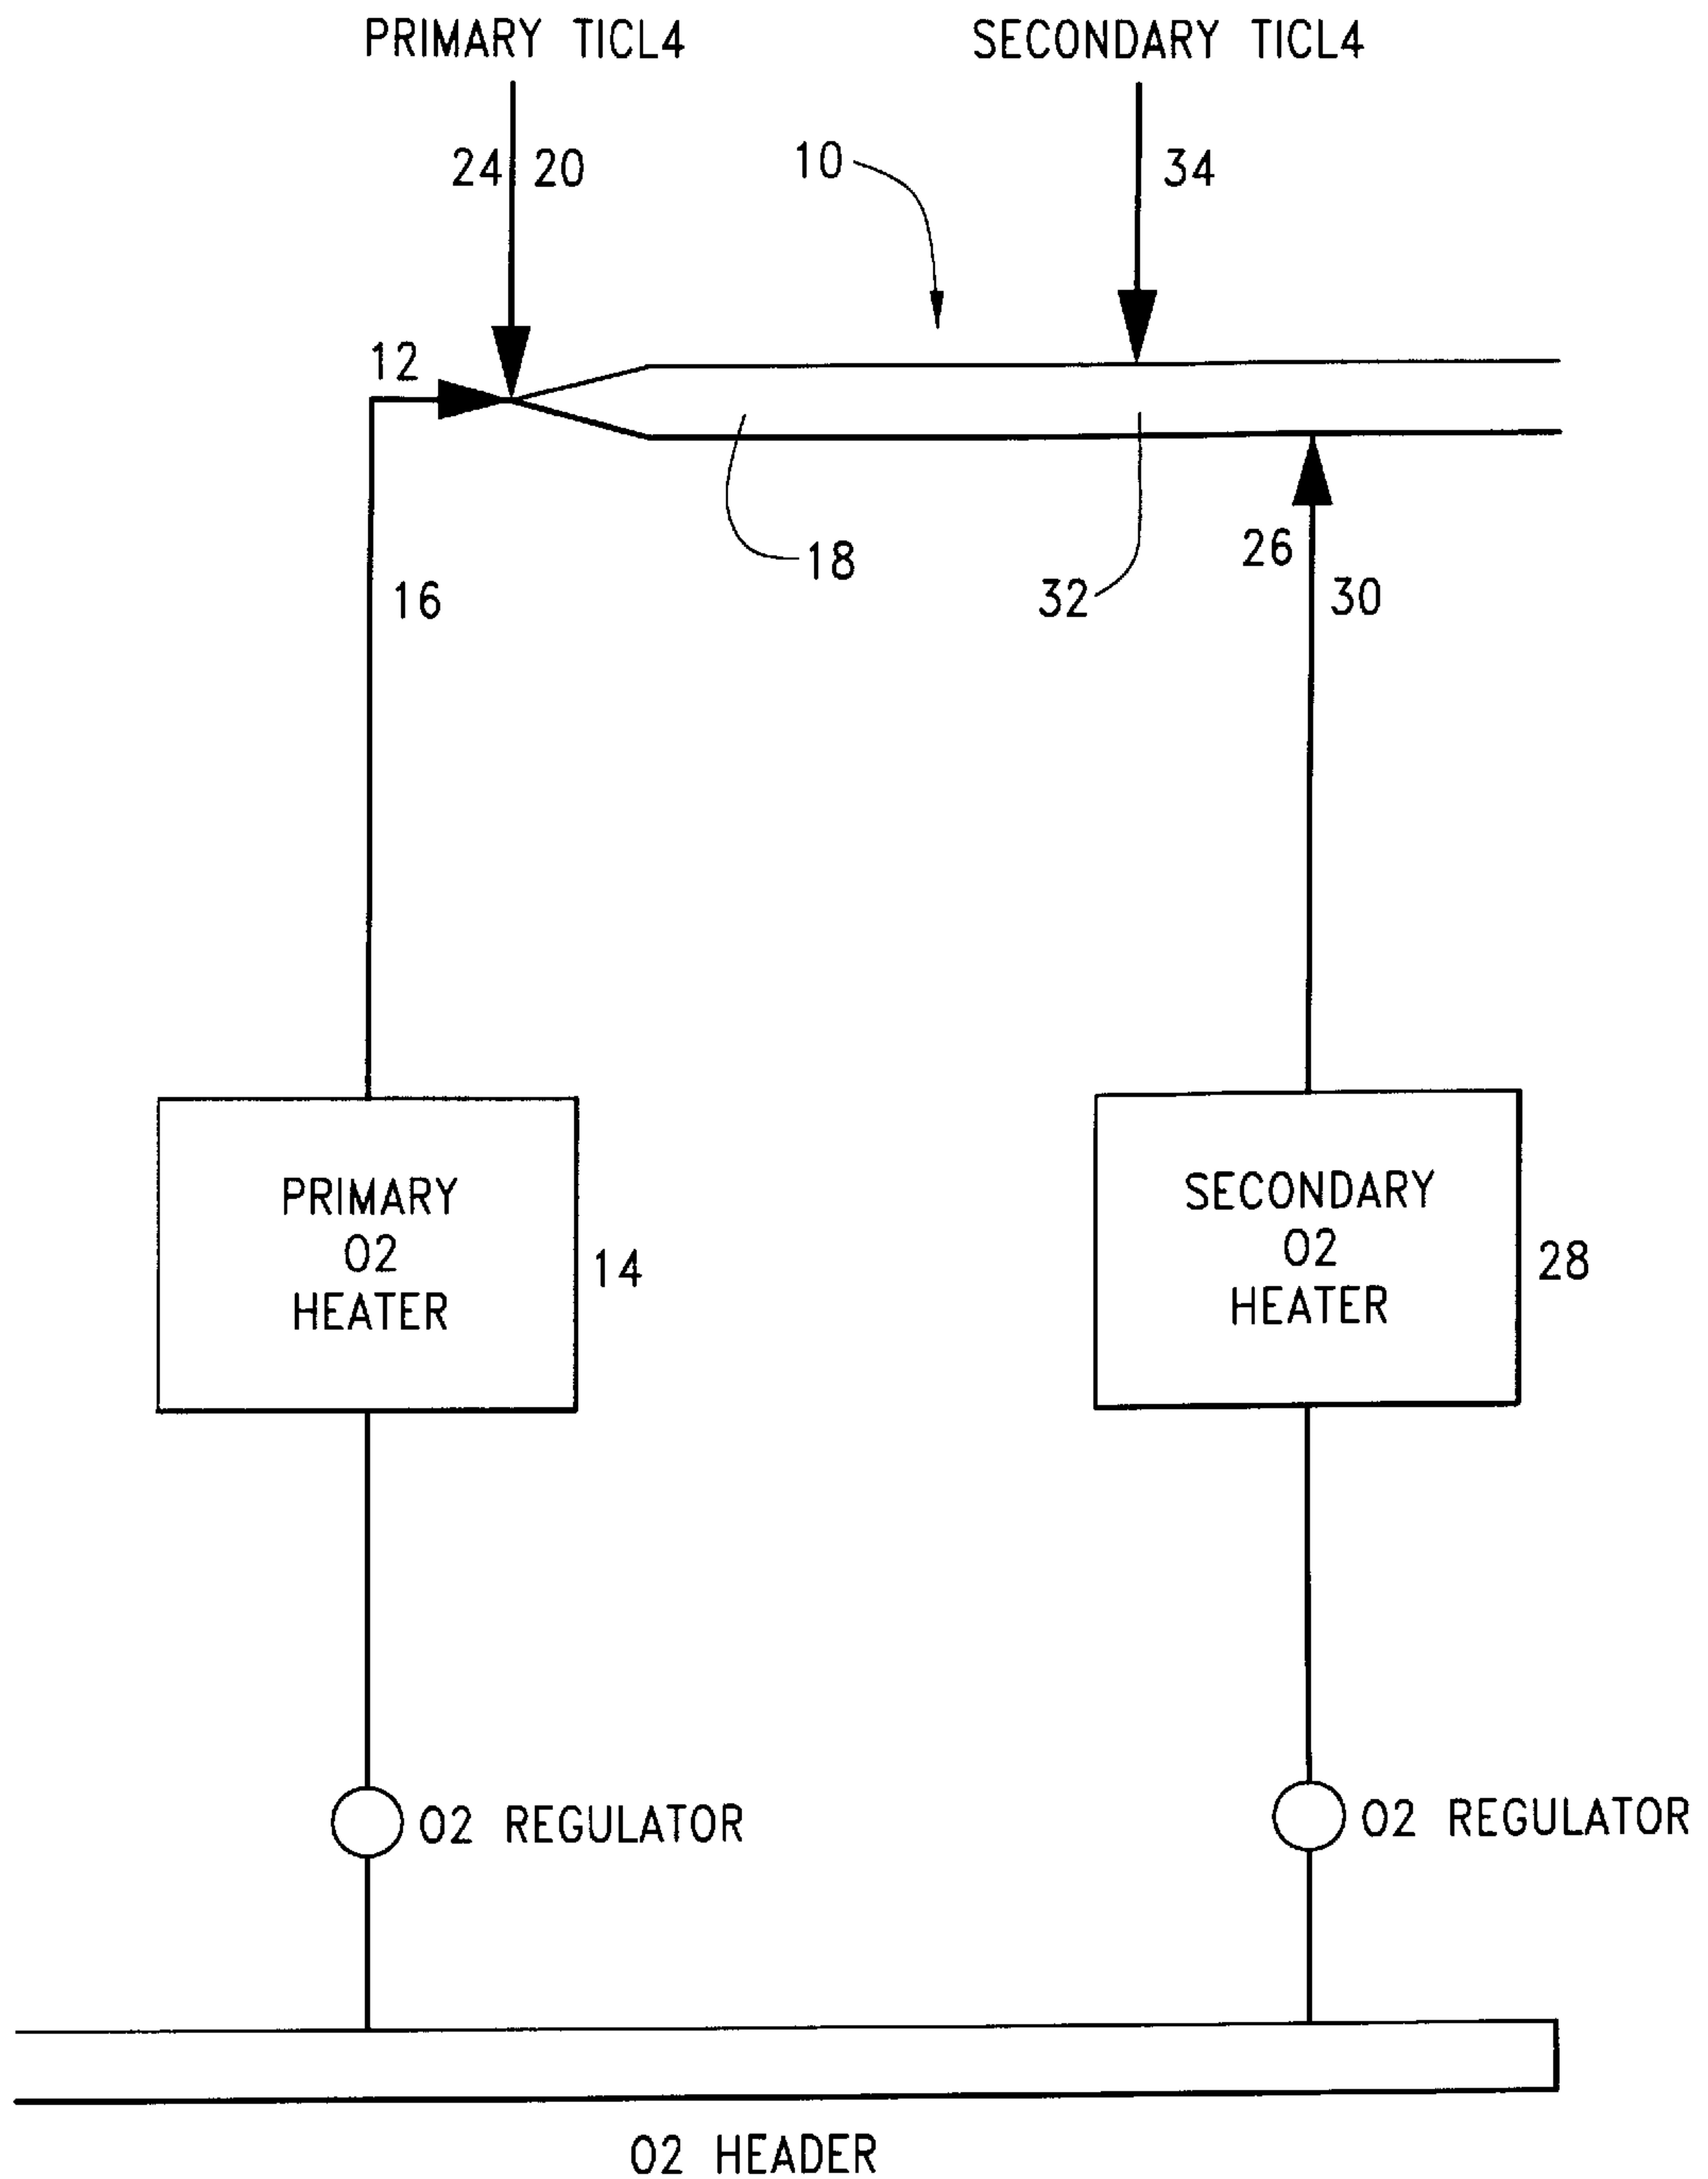 PRIMARY TICL4
SECONDARY TICL4
24
20
10
34
12
18
26
16
32
30
PRIMARY
O2
HEATER
14
SECONDARY
O2
HEATER
28
O2 REGULATOR
O2 REGULATOR
O2 HEADER